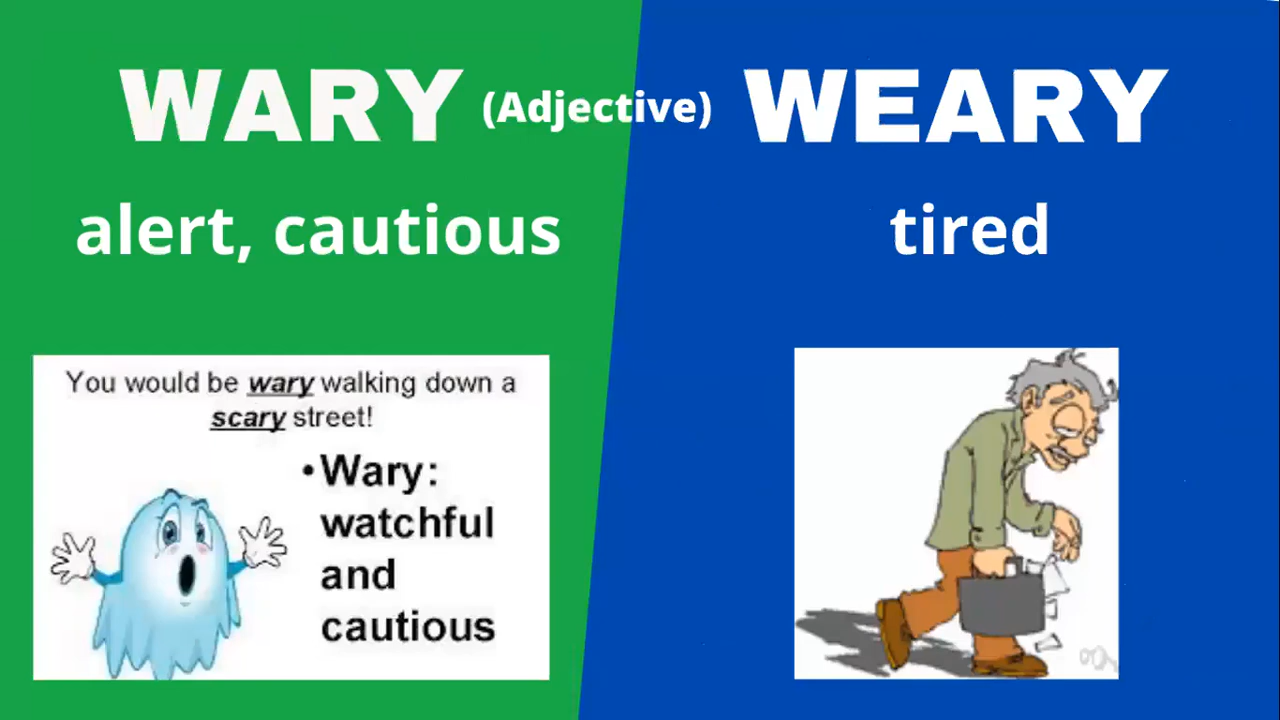 WARY (Adjective) WEARY
alert, cautious
tired
You would be wary walking down a
scary street!
•Wary:
watchful
and
cautious